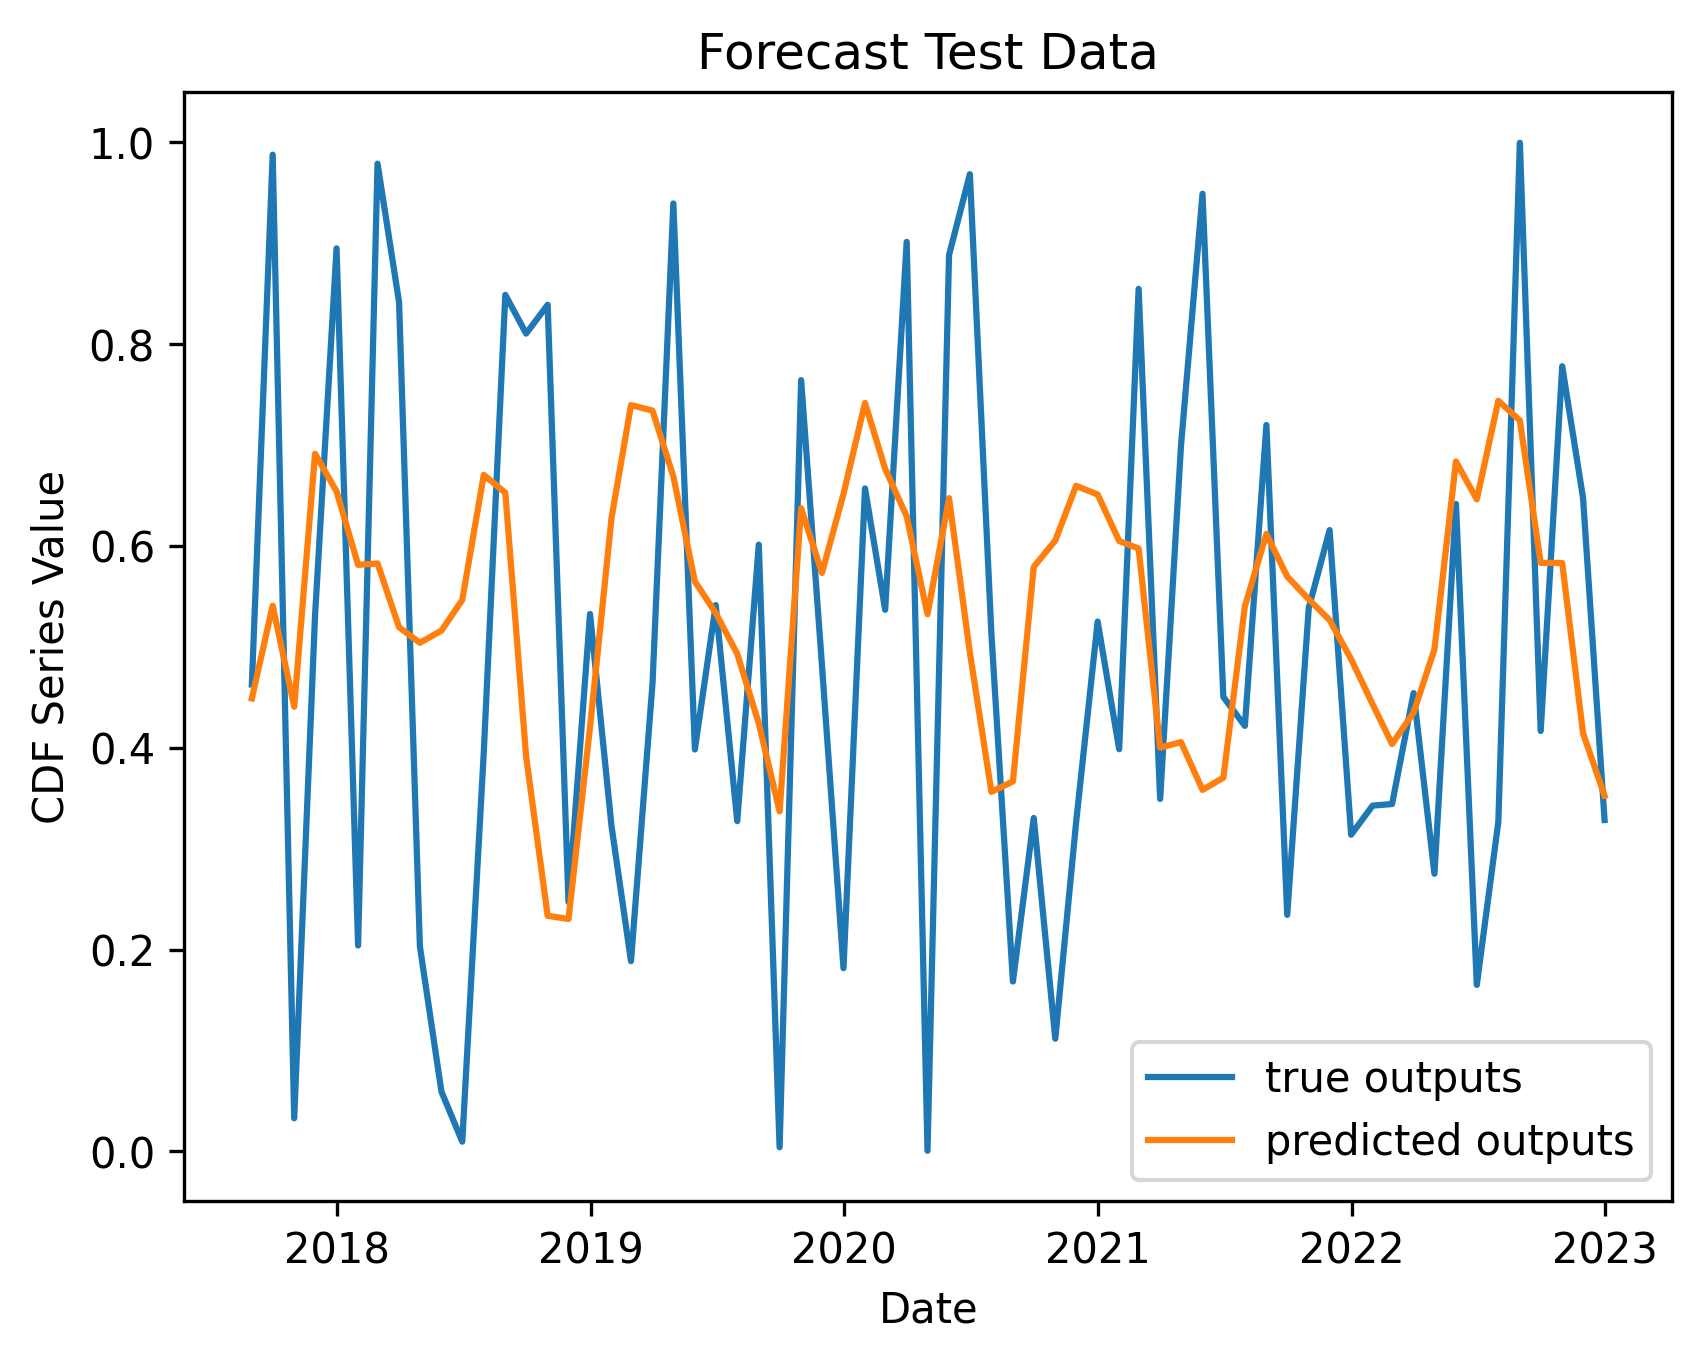 Forecast Test Data
1.0
0.8
0.6
0.4
0.2
0.0
CDF Series Value
true outputs
predicted outputs
2018 2019 2020 2021 2022 2023
Date